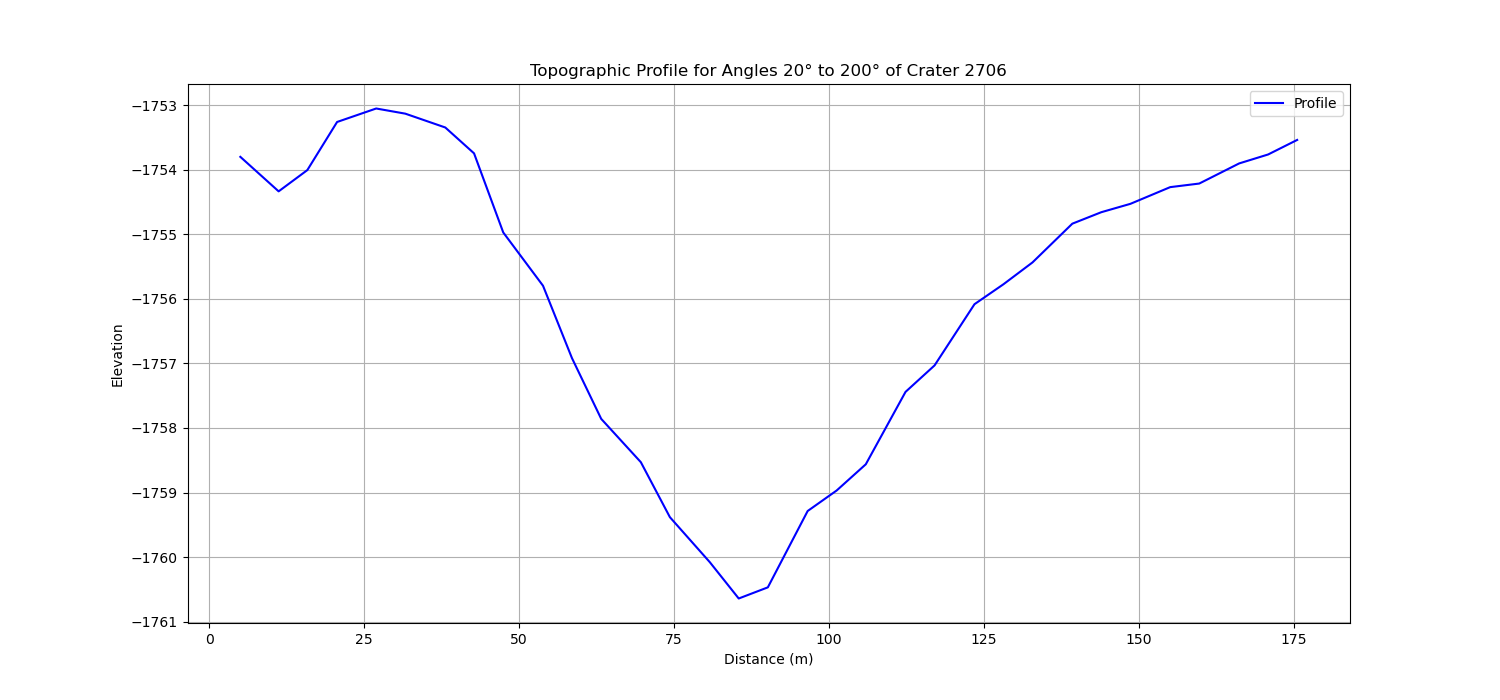 Topographic Profile for Angles 20° to 200° of Crater 2706
Profile
−1753
−1754
−1755
−1756
−1757
−1758
−1759
−1760
−1761
Elevation
0 25 50 75 100 125 150 175
Distance (m)